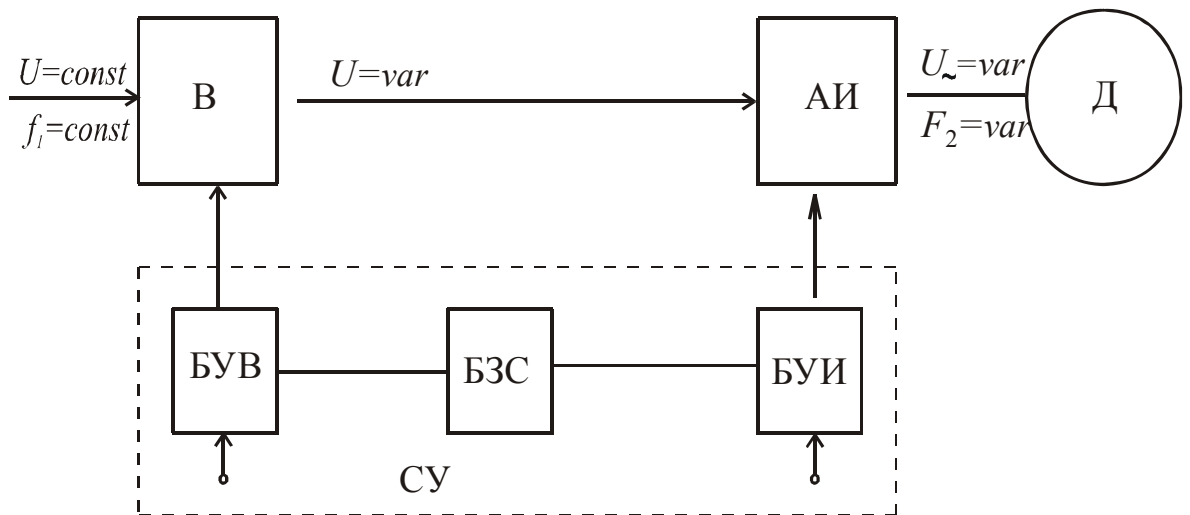 U=const
f₁=const
В
U=var
АИ
U~=var
F₂=var
Д
БУВ
БЗС
БУИ
СУ